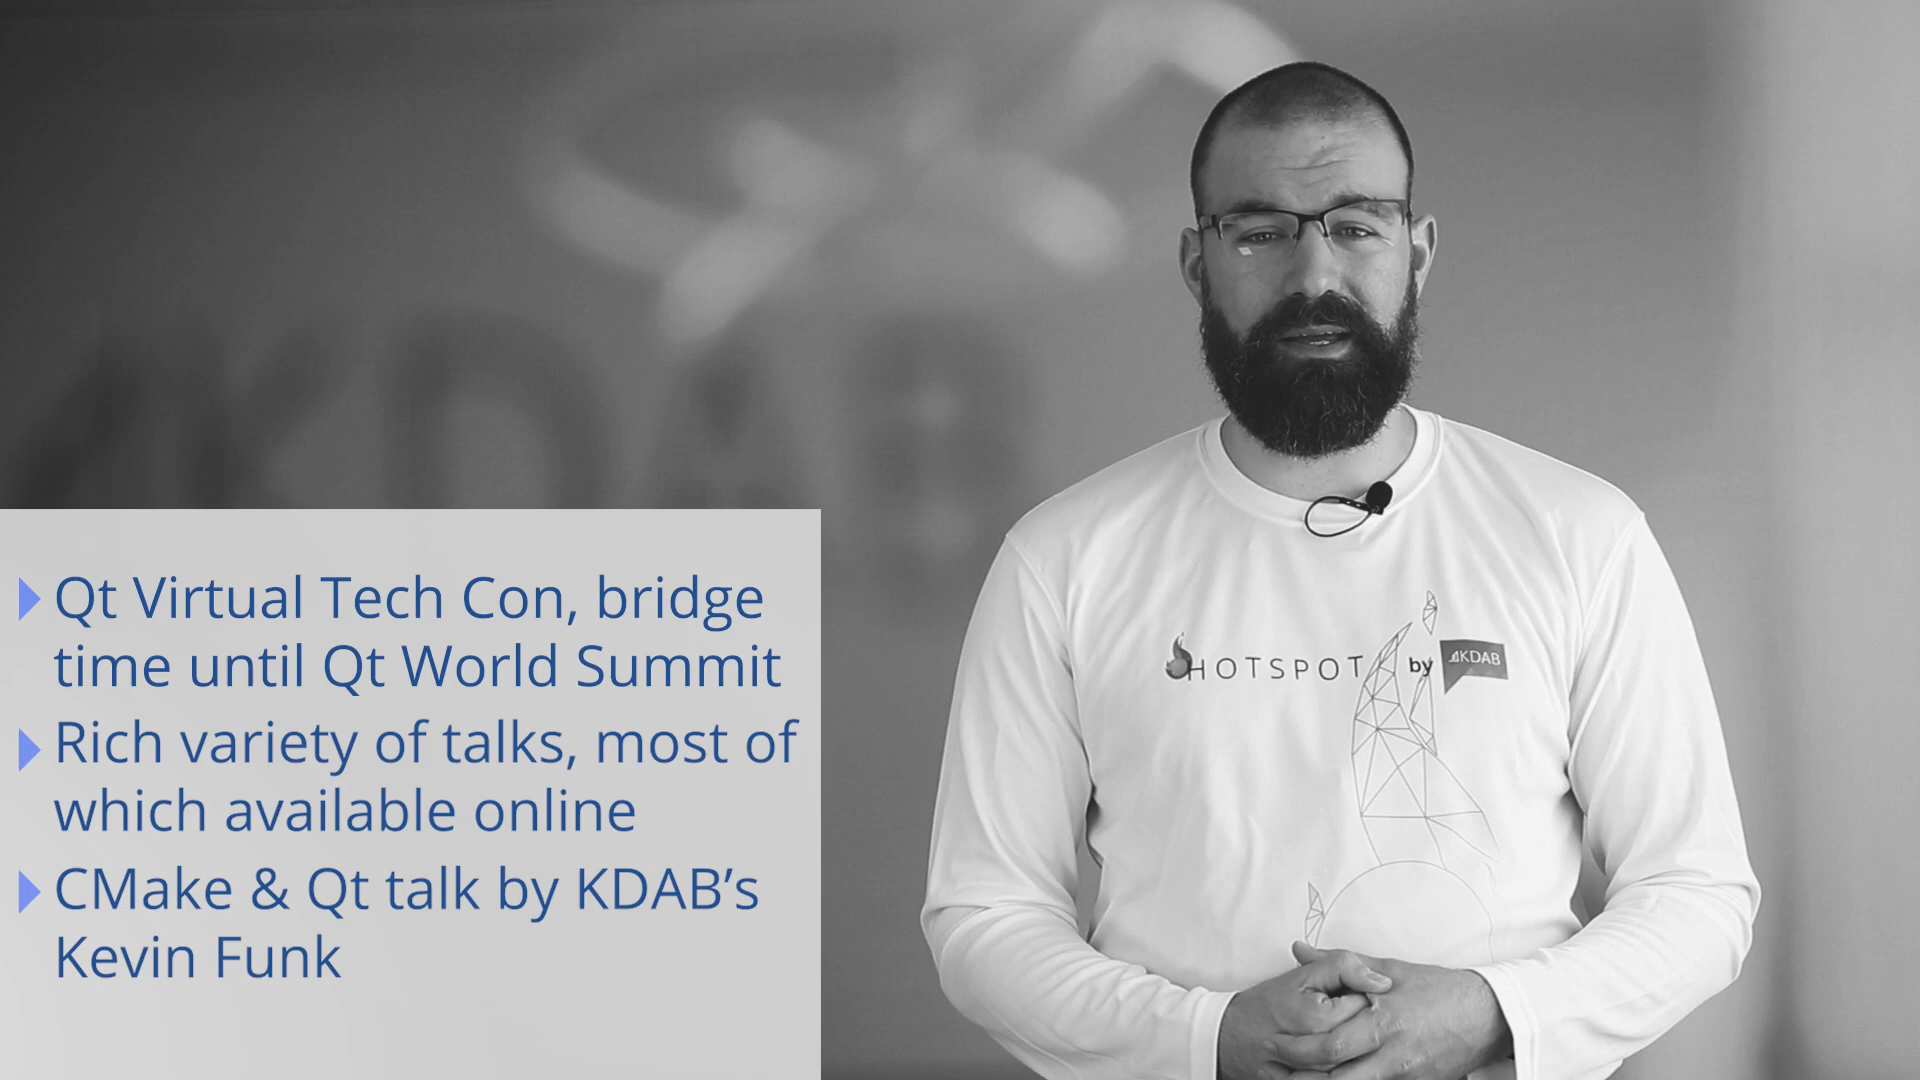 KDAB
HOTSPOT by KDAB
Qt Virtual Tech Con, bridge
time until Qt World Summit
Rich variety of talks, most of
which available online
CMake & Qt talk by KDAB’s
Kevin Funk